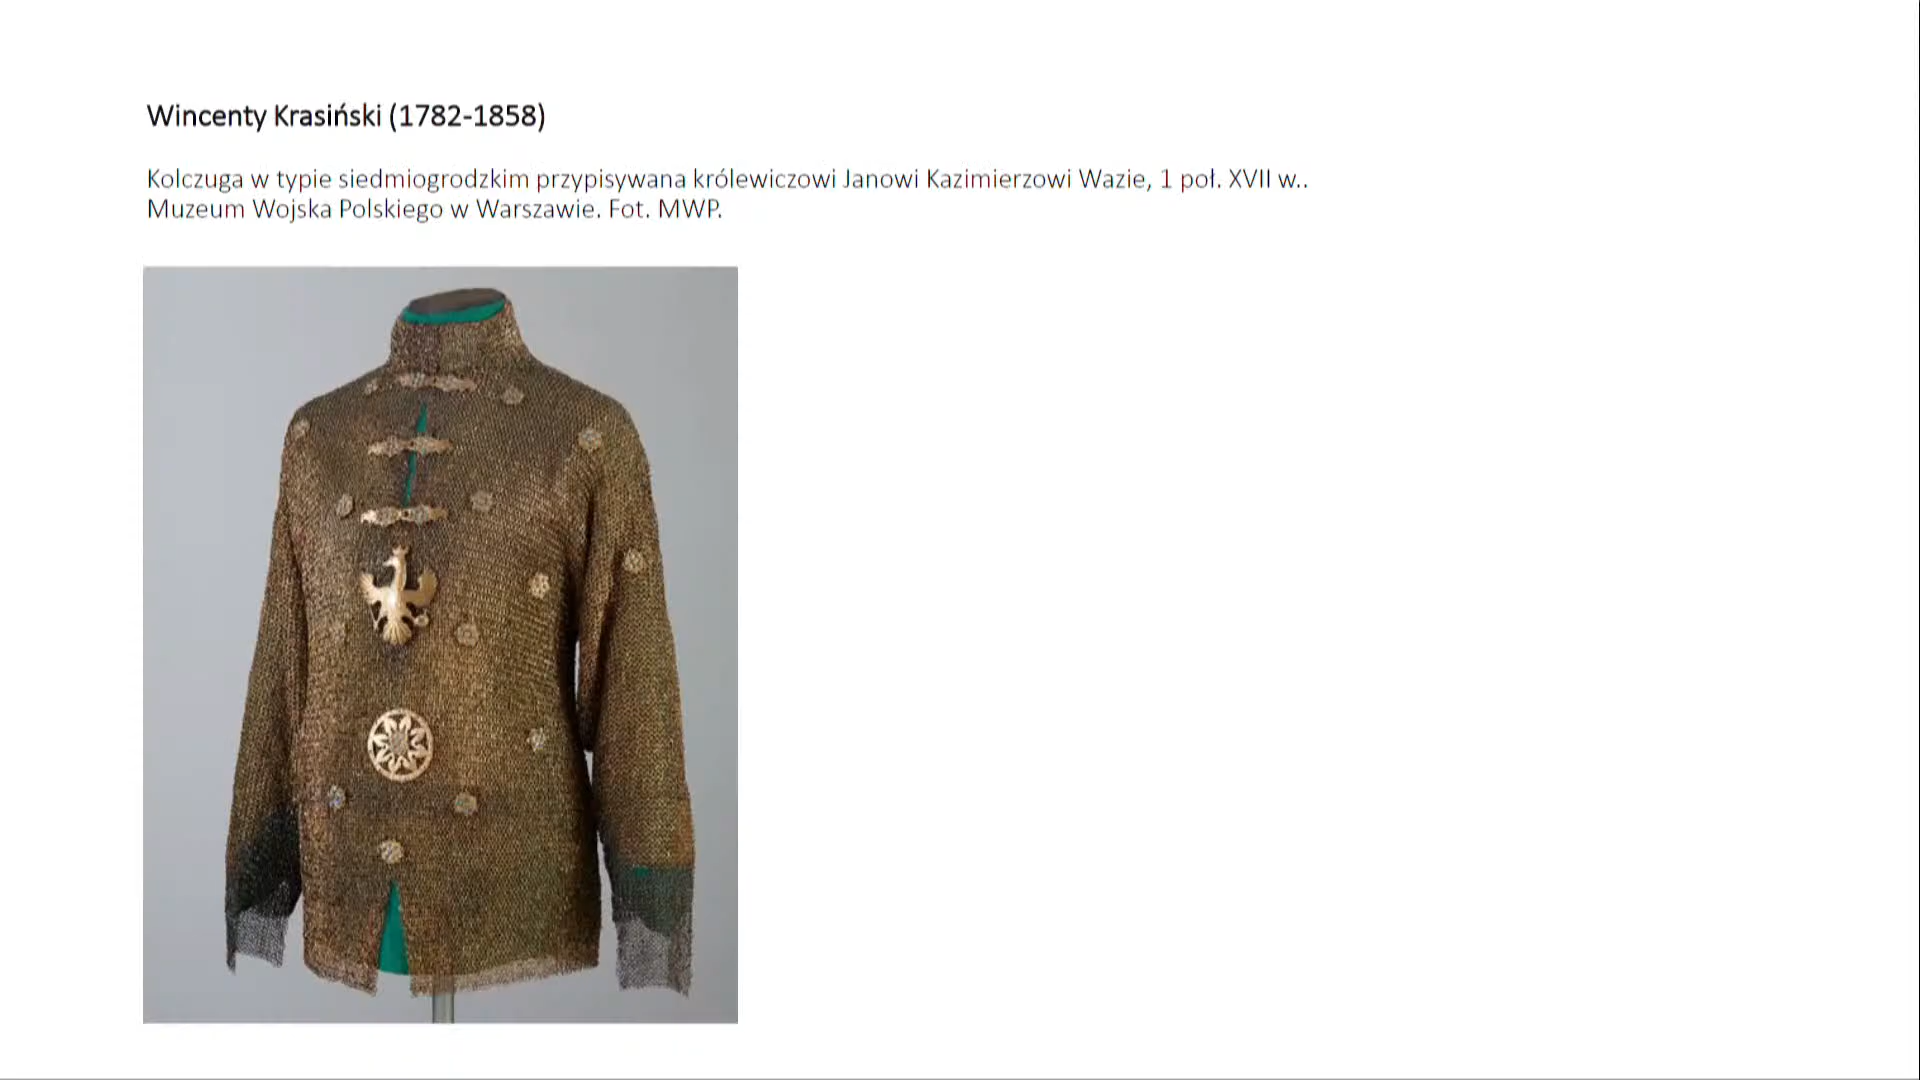 Wincenty Krasiński (1782-1858)
Kolczuga w typie siedmiogrodzkim przypisywana królewiczowi Janowi Kazimierzowi Wazie, 1 poł. XVII w..
Muzeum Wojska Polskiego w Warszawie. Fot. MWP.